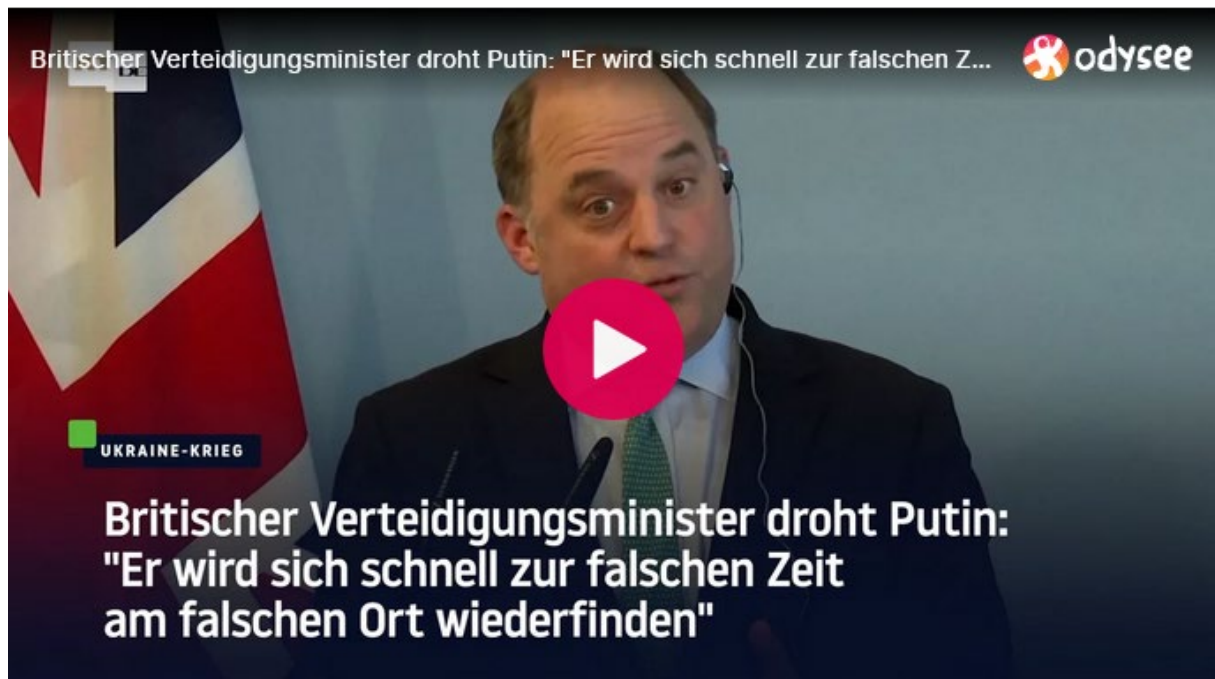 Britischer Verteidigungsminister droht Putin: "Er wird sich schnell zur falschen Z...
odysee
DE
UKRAINE-KRIEG
Britischer Verteidigungsminister droht Putin:
"Er wird sich schnell zur falschen Zeit
am falschen Ort wiederfinden"